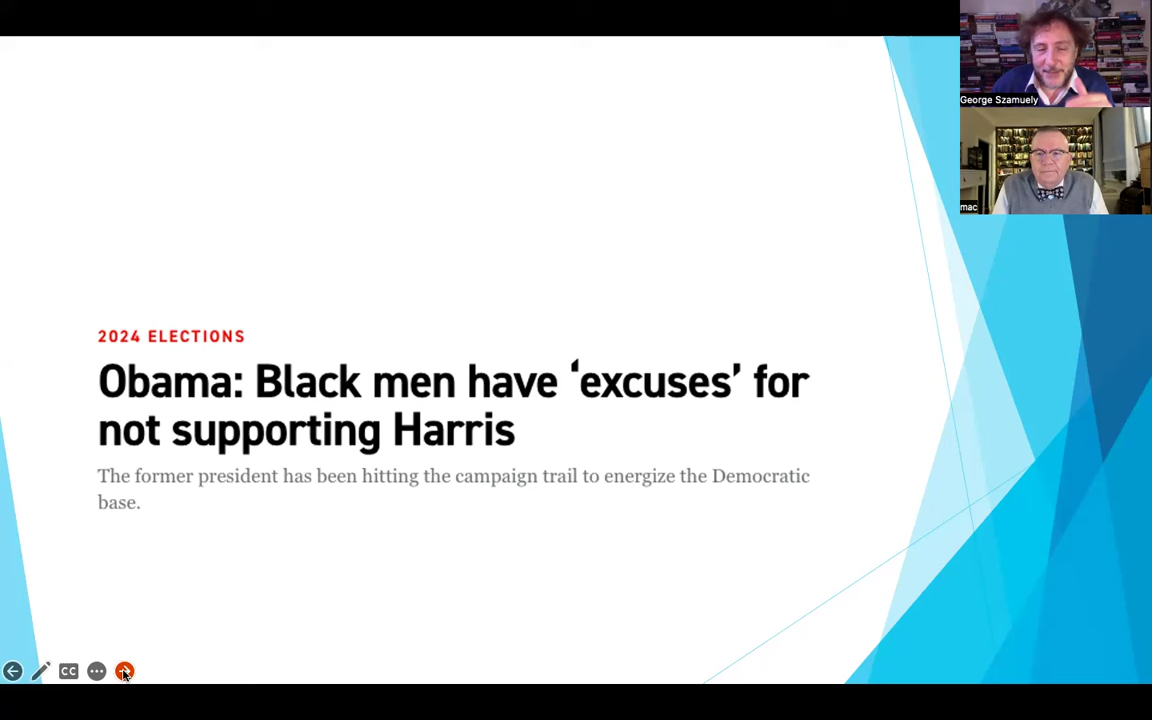 George Szamuely
mac
2024 ELECTIONS
Obama: Black men have ‘excuses’ for
not supporting Harris
The former president has been hitting the campaign trail to energize the Democratic
base.
CC